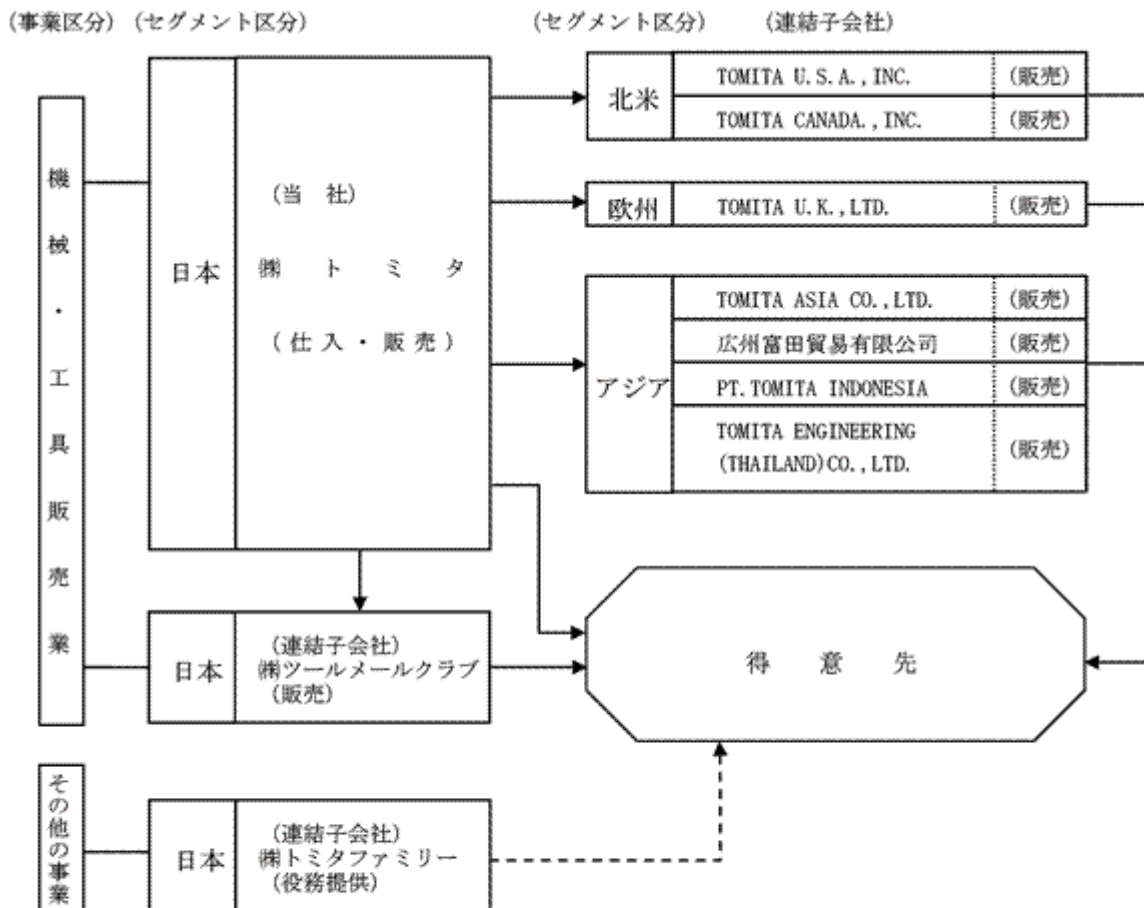 (事業区分) (セグメント区分) (セグメント区分) (連結子会社)
機械・工具販売業
日本
(当 社)
㈱ ト ミ タ
(仕入・販売)
北米
TOMITA U.S.A.,INC. (販売)
TOMITA CANADA.,INC. (販売)
欧州
TOMITA U.K.,LTD. (販売)
アジア
TOMITA ASIA CO.,LTD. (販売)
広州富田貿易有限公司 (販売)
PT.TOMITA INDONESIA (販売)
TOMITA ENGINEERING
(THAILAND)CO.,LTD. (販売)
日本
(連結子会社)
㈱ツールメールクラブ
(販売)
得 意 先
その他の事業
日本
(連結子会社)
㈱トミタファミリー
(役務提供)